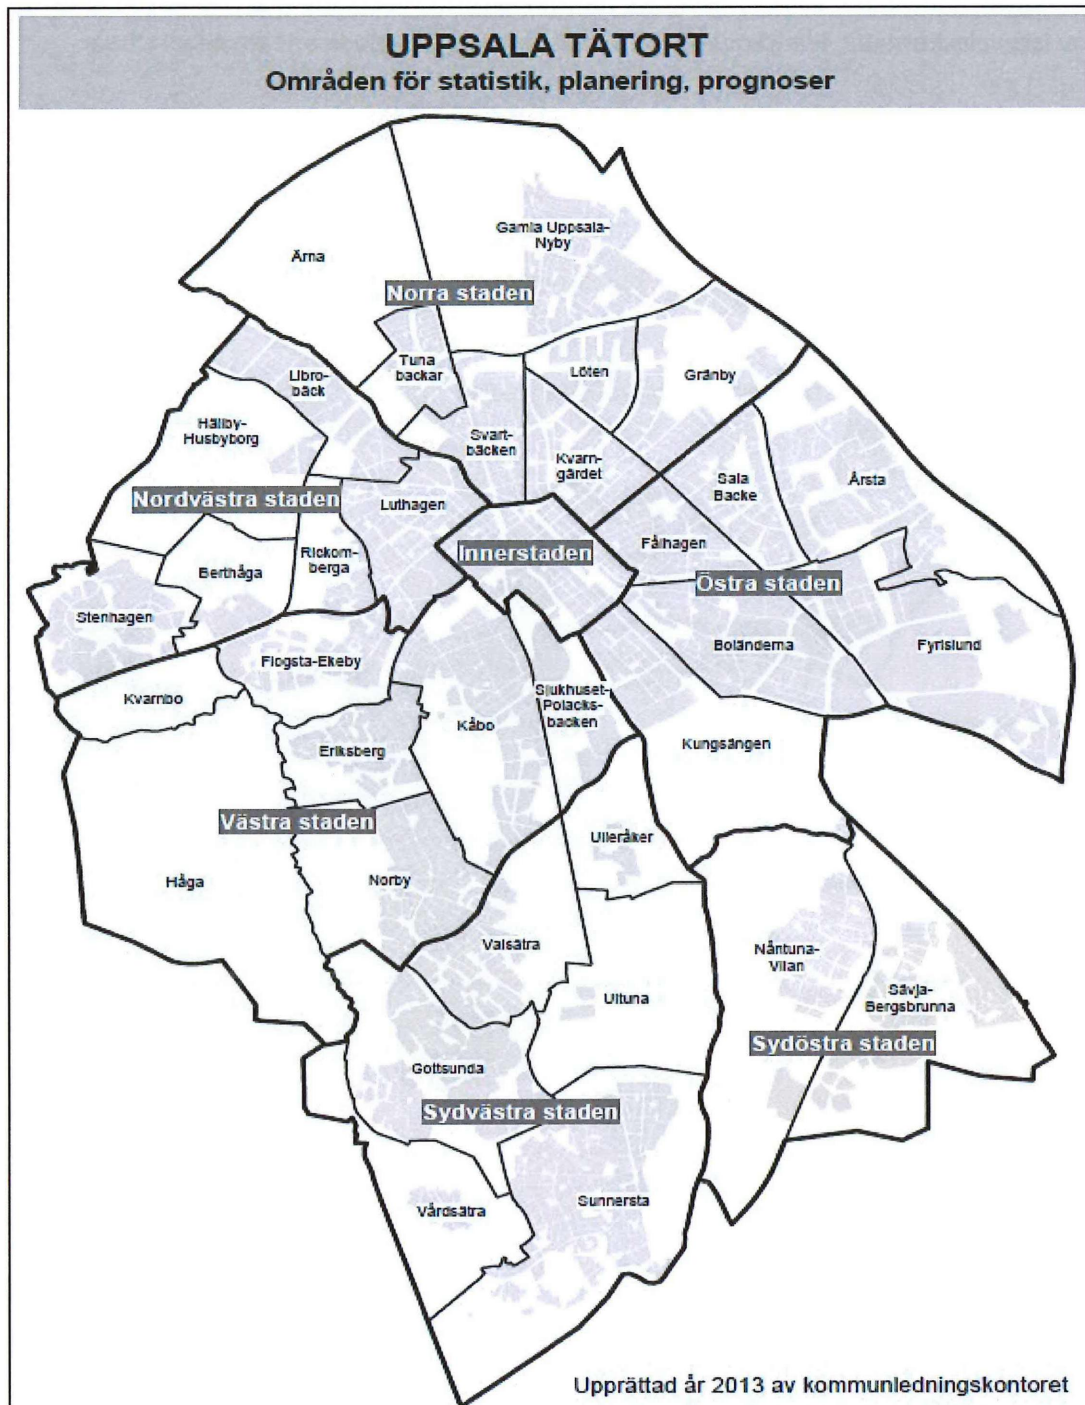 UPPSALA TÄTORT
Områden för statistik, planering, prognoser
Gamla Uppsala-
Nyby
Ärna
Norra staden
Tuna
backar
Löten
Gränby
Libro-
bäck
Hällby-
Husbyborg
Svart-
bäcken
Kvarn-
gärdet
Sala
Backe
Årsta
Nordvästra staden
Luthagen
Innerstaden
Fålhagen
Rickom-
berga
Berthåga
Östra staden
Stenhagen
Boländerna
Fyrislund
Flogsta-Ekeby
Kvarnbo
Sjukhuset-
Polacks-
backen
Kåbo
Eriksberg
Kungsängen
Västra staden
Ulleråker
Håga
Norby
Valsätra
Nåntuna-
Vilan
Ultuna
Sävja-
Bergsbrunna
Sydöstra staden
Gottsunda
Sydvästra staden
Vårdsätra
Sunnersta
Upprättad år 2013 av kommunledningskontoret